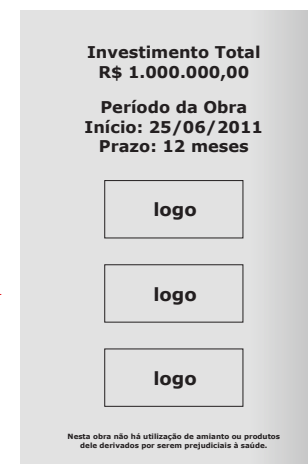 Investimento Total
R$ 1.000.000,00
Período da Obra
Início: 25/06/2011
Prazo: 12 meses
logo
logo
logo
Nesta obra não há utilização de amianto ou produtos
dele derivados por serem prejudiciais à saúde.